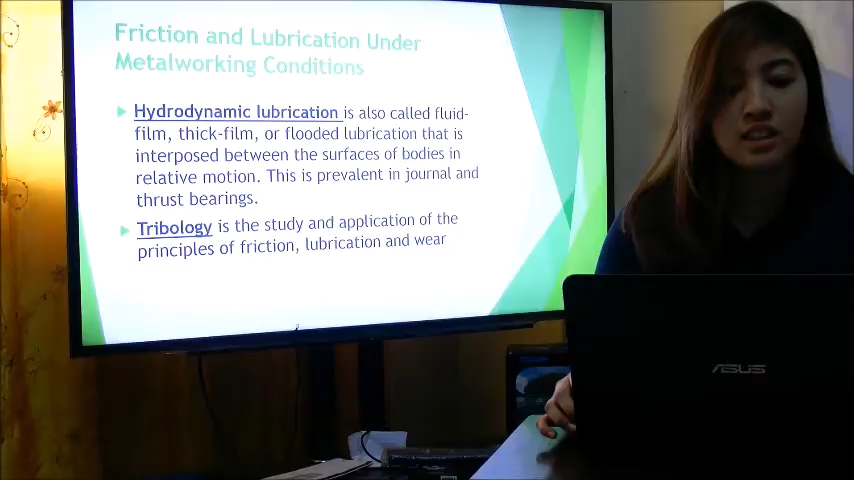 Friction and Lubrication Under
Metalworking Conditions
Hydrodynamic lubrication is also called fluid-
film, thick-film, or flooded lubrication that is
interposed between the surfaces of bodies in
relative motion. This is prevalent in journal and
thrust bearings.
Tribology is the study and application of the
principles of friction, lubrication and wear
ASUS